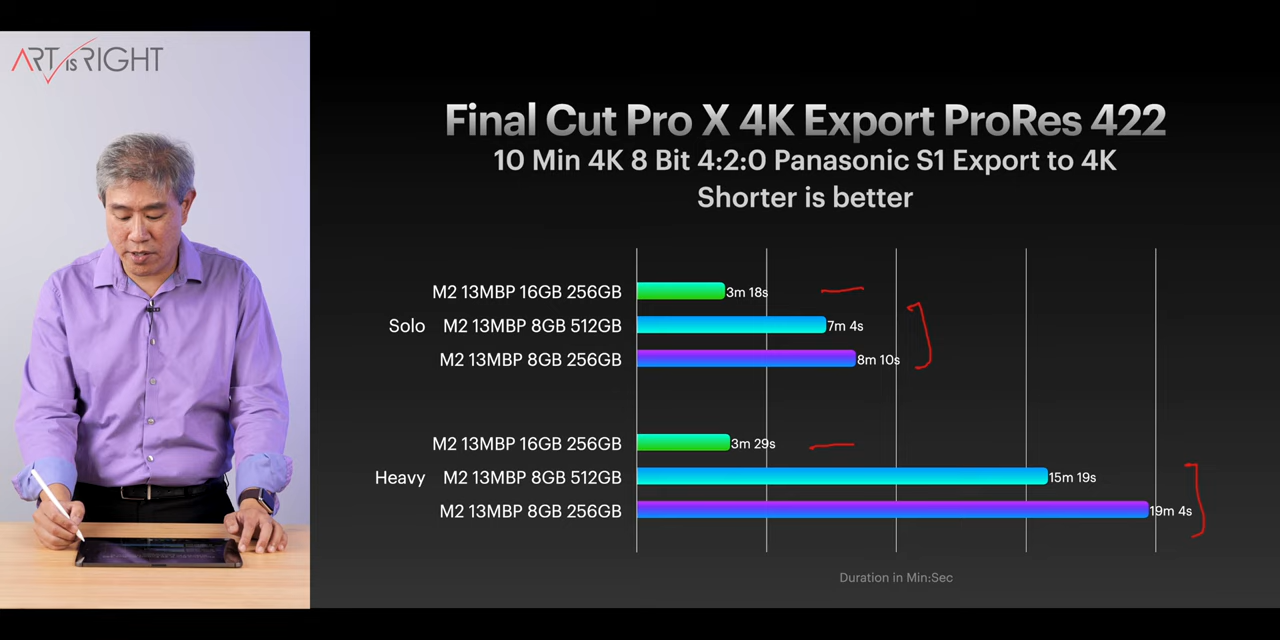 ART IS RIGHT
Final Cut Pro X 4K Export ProRes 422
10 Min 4K 8 Bit 4:2:0 Panasonic S1 Export to 4K
Shorter is better
M2 13MBP 16GB 256GB 3m 18s
Solo M2 13MBP 8GB 512GB 7m 4s
M2 13MBP 8GB 256GB 8m 10s
M2 13MBP 16GB 256GB 3m 29s
Heavy M2 13MBP 8GB 512GB 15m 19s
M2 13MBP 8GB 256GB 19m 4s
Duration in Min:Sec